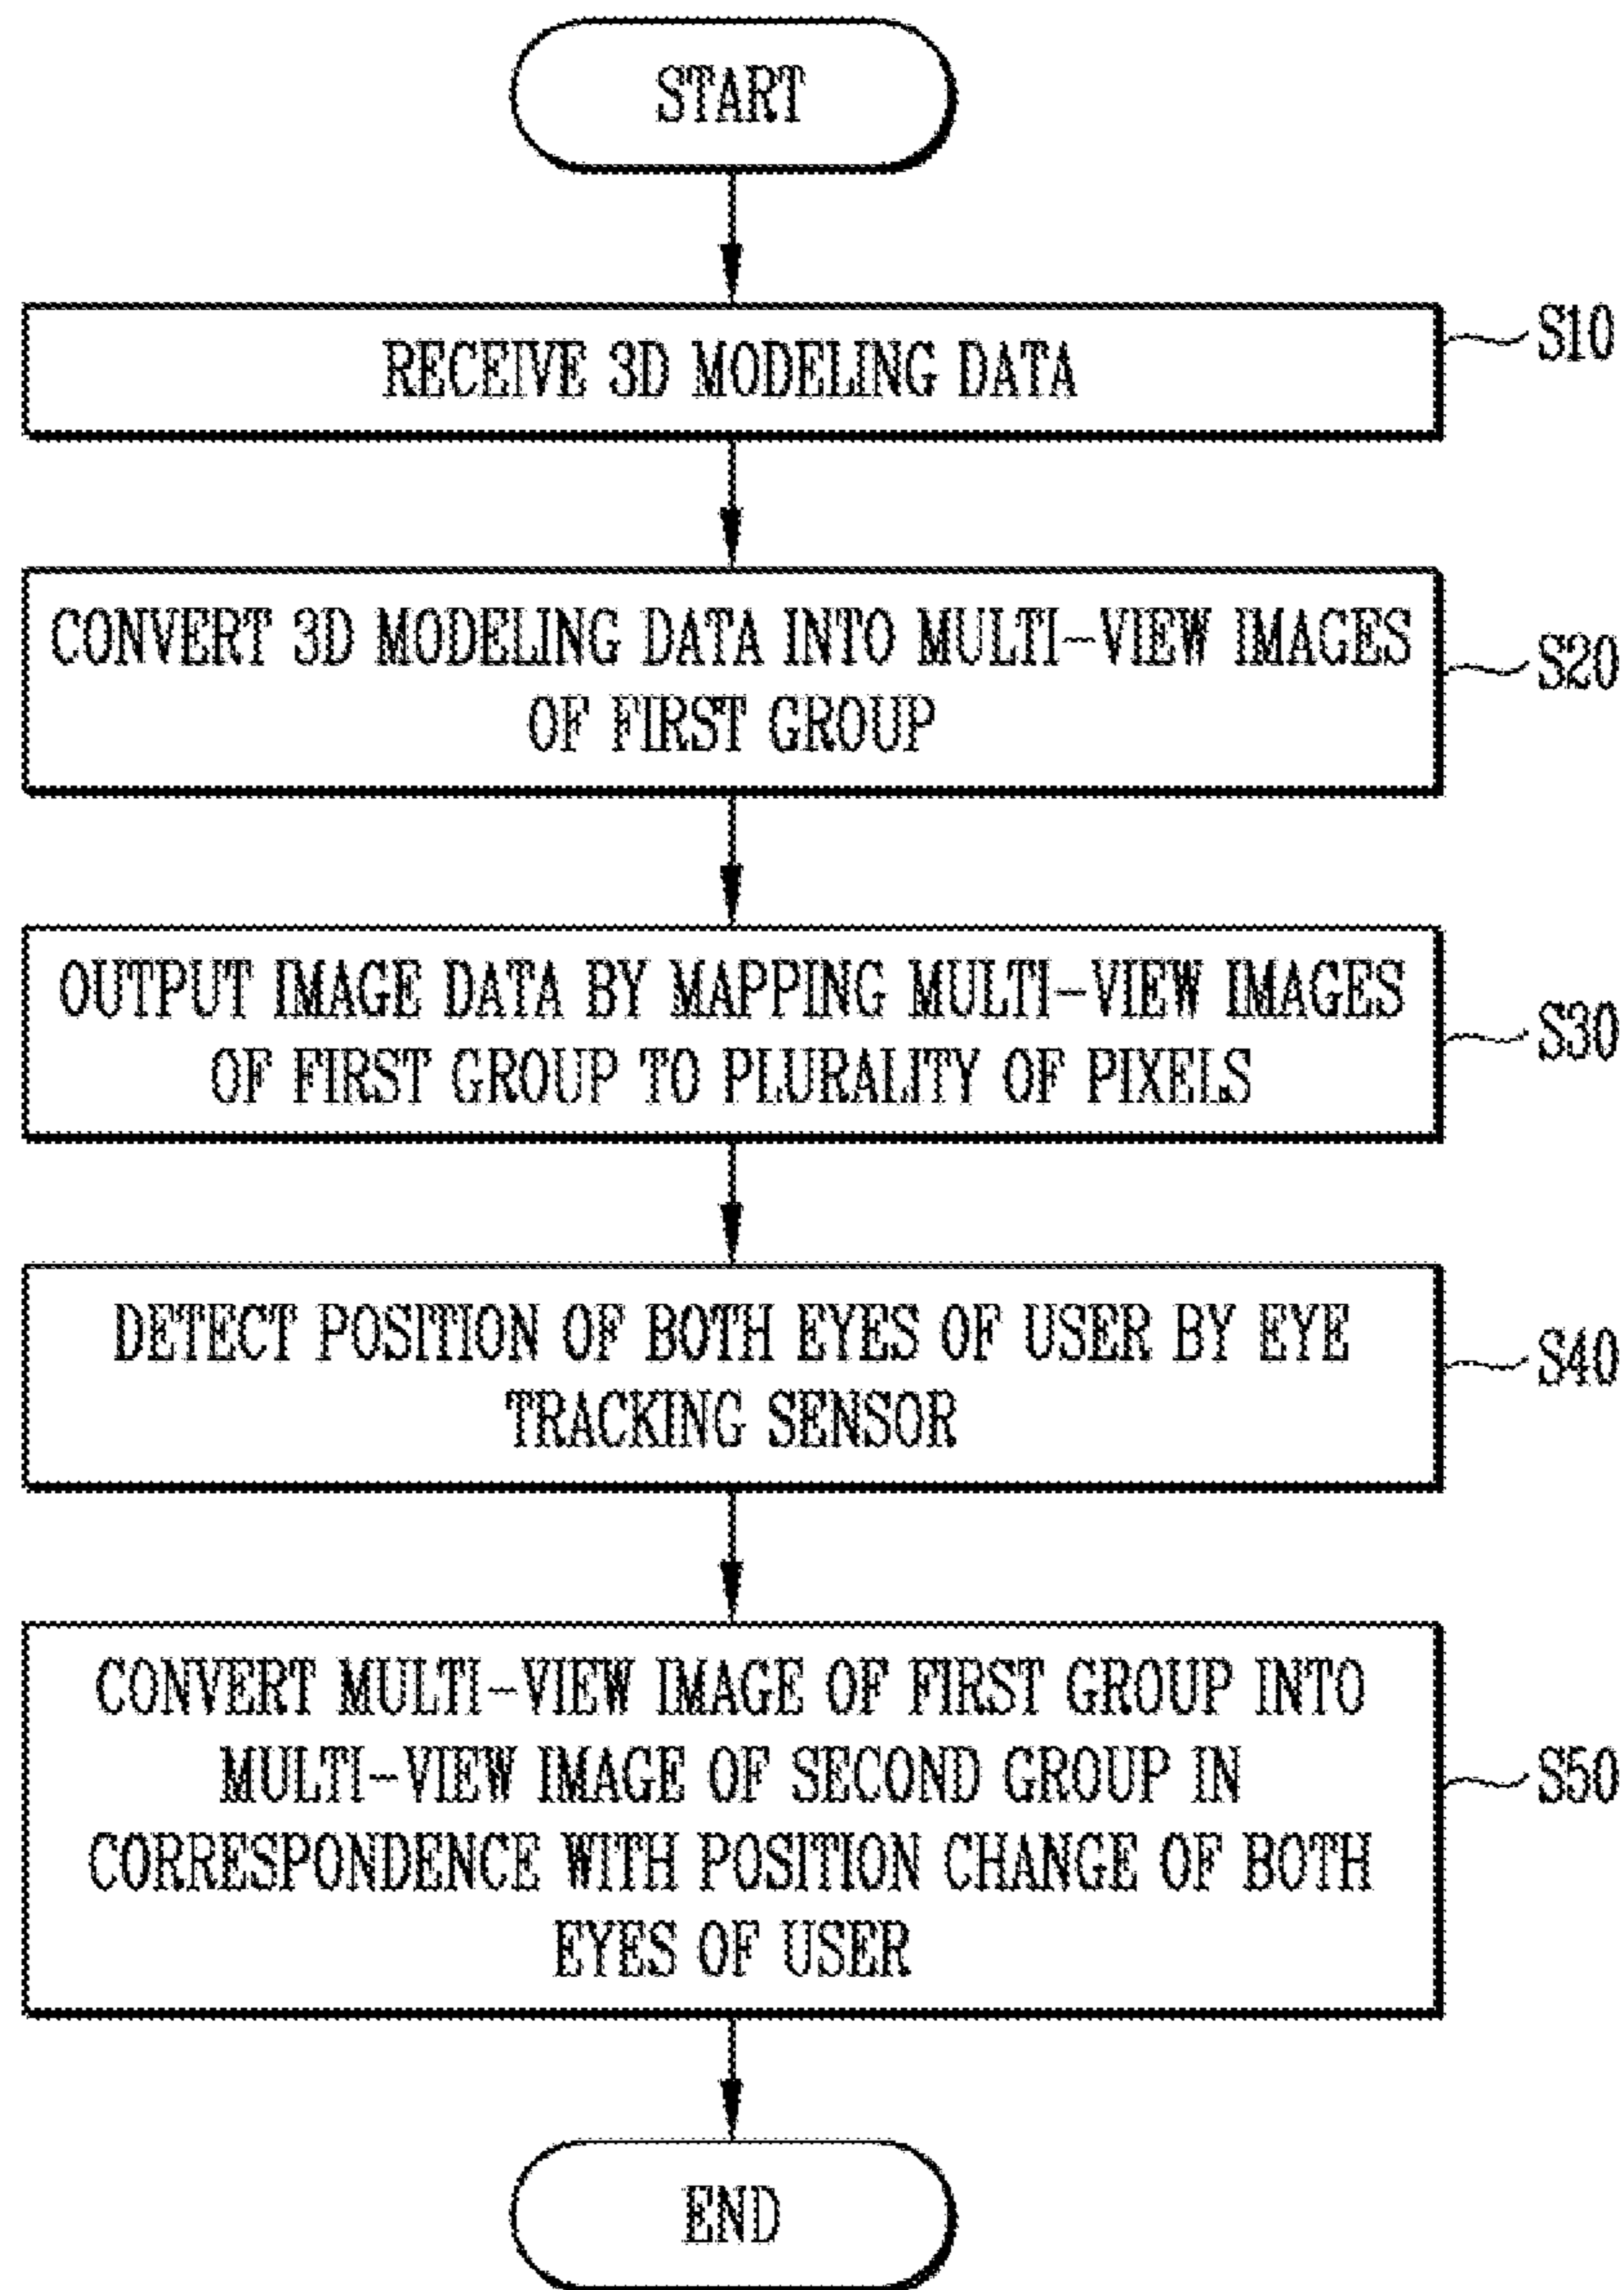 START
RECEIVE 3D MODELING DATA
S10
CONVERT 3D MODELING DATA INTO MULTI-VIEW IMAGES
OF FIRST GROUP
S20
OUTPUT IMAGE DATA BY MAPPING MULTI-VIEW IMAGES
OF FIRST GROUP TO PLURALITY OF PIXELS
S30
DETECT POSITION OF BOTH EYES OF USER BY EYE
TRACKING SENSOR
S40
CONVERT MULTI-VIEW IMAGE OF FIRST GROUP INTO
MULTI-VIEW IMAGE OF SECOND GROUP IN
CORRESPONDENCE WITH POSITION CHANGE OF BOTH
EYES OF USER
S50
END